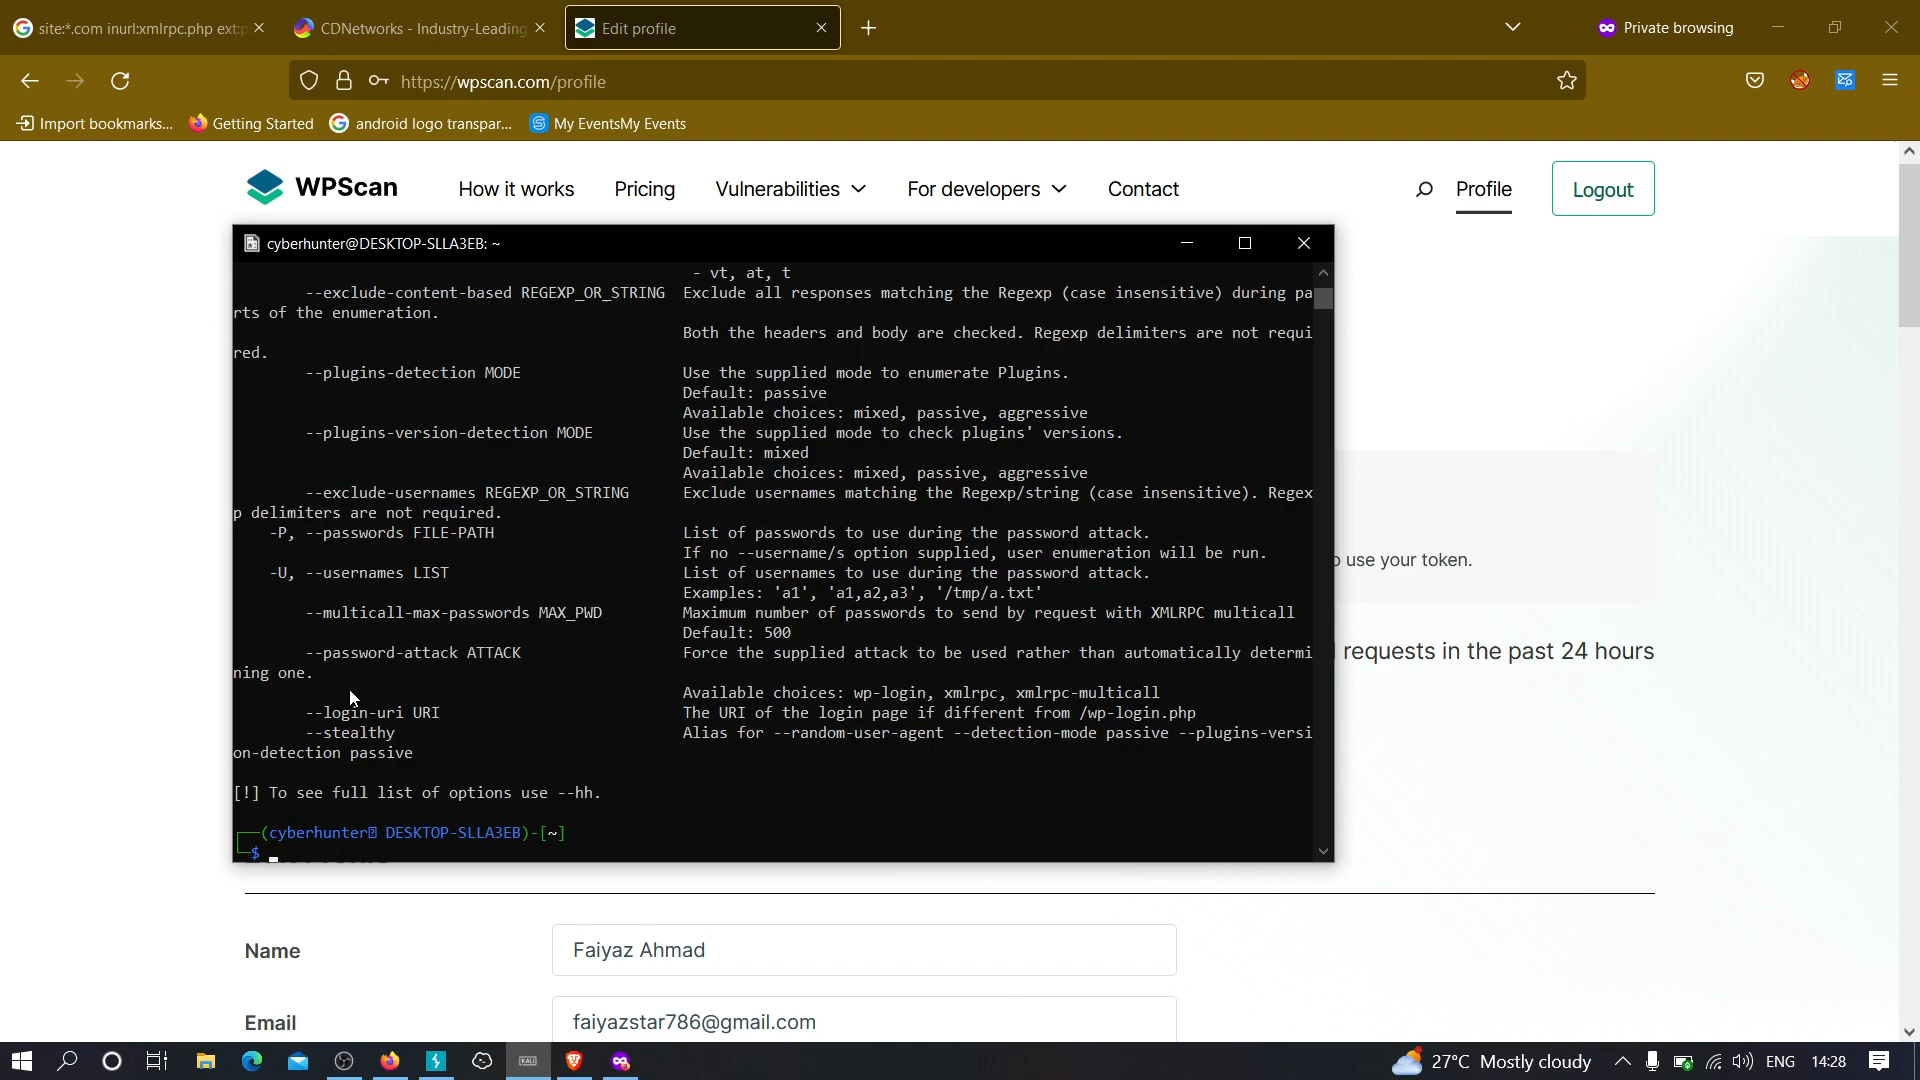 site:*.com inurl:xmlrpc.php ext:p
CDNetworks - Industry-Leading
Edit profile
Private browsing
https://wpscan.com/profile
Import bookmarks...
Getting Started
android logo transpar...
My EventsMy Events
WPScan
How it works
Pricing
Vulnerabilities
For developers
Contact
Profile
Logout
cyberhunter@DESKTOP-SLLA3EB: ~
- vt, at, t
--exclude-content-based REGEXP_OR_STRING  Exclude all responses matching the Regexp (case insensitive) during pa
rts of the enumeration.
Both the headers and body are checked. Regexp delimiters are not requi
red.
--plugins-detection MODE  Use the supplied mode to enumerate Plugins.
Default: passive
Available choices: mixed, passive, aggressive
--plugins-version-detection MODE  Use the supplied mode to check plugins' versions.
Default: mixed
Available choices: mixed, passive, aggressive
--exclude-usernames REGEXP_OR_STRING  Exclude usernames matching the Regexp/string (case insensitive). Regex
p delimiters are not required.
-P, --passwords FILE-PATH  List of passwords to use during the password attack.
If no --username/s option supplied, user enumeration will be run.
-U, --usernames LIST  List of usernames to use during the password attack.
Examples: 'a1', 'a1,a2,a3', '/tmp/a.txt'
--multicall-max-passwords MAX_PWD  Maximum number of passwords to send by request with XMLRPC multicall
Default: 500
--password-attack ATTACK  Force the supplied attack to be used rather than automatically determi
ning one.
Available choices: wp-login, xmlrpc, xmlrpc-multicall
--login-uri URI  The URI of the login page if different from /wp-login.php
--stealthy  Alias for --random-user-agent --detection-mode passive --plugins-versi
on-detection passive
[!] To see full list of options use --hh.
(cyberhunter DESKTOP-SLLA3EB)-[~]
$
use your token.
requests in the past 24 hours
Name
Faiyaz Ahmad
Email
faiyazstar786@gmail.com
KALI
27°C Mostly cloudy
ENG
14:28